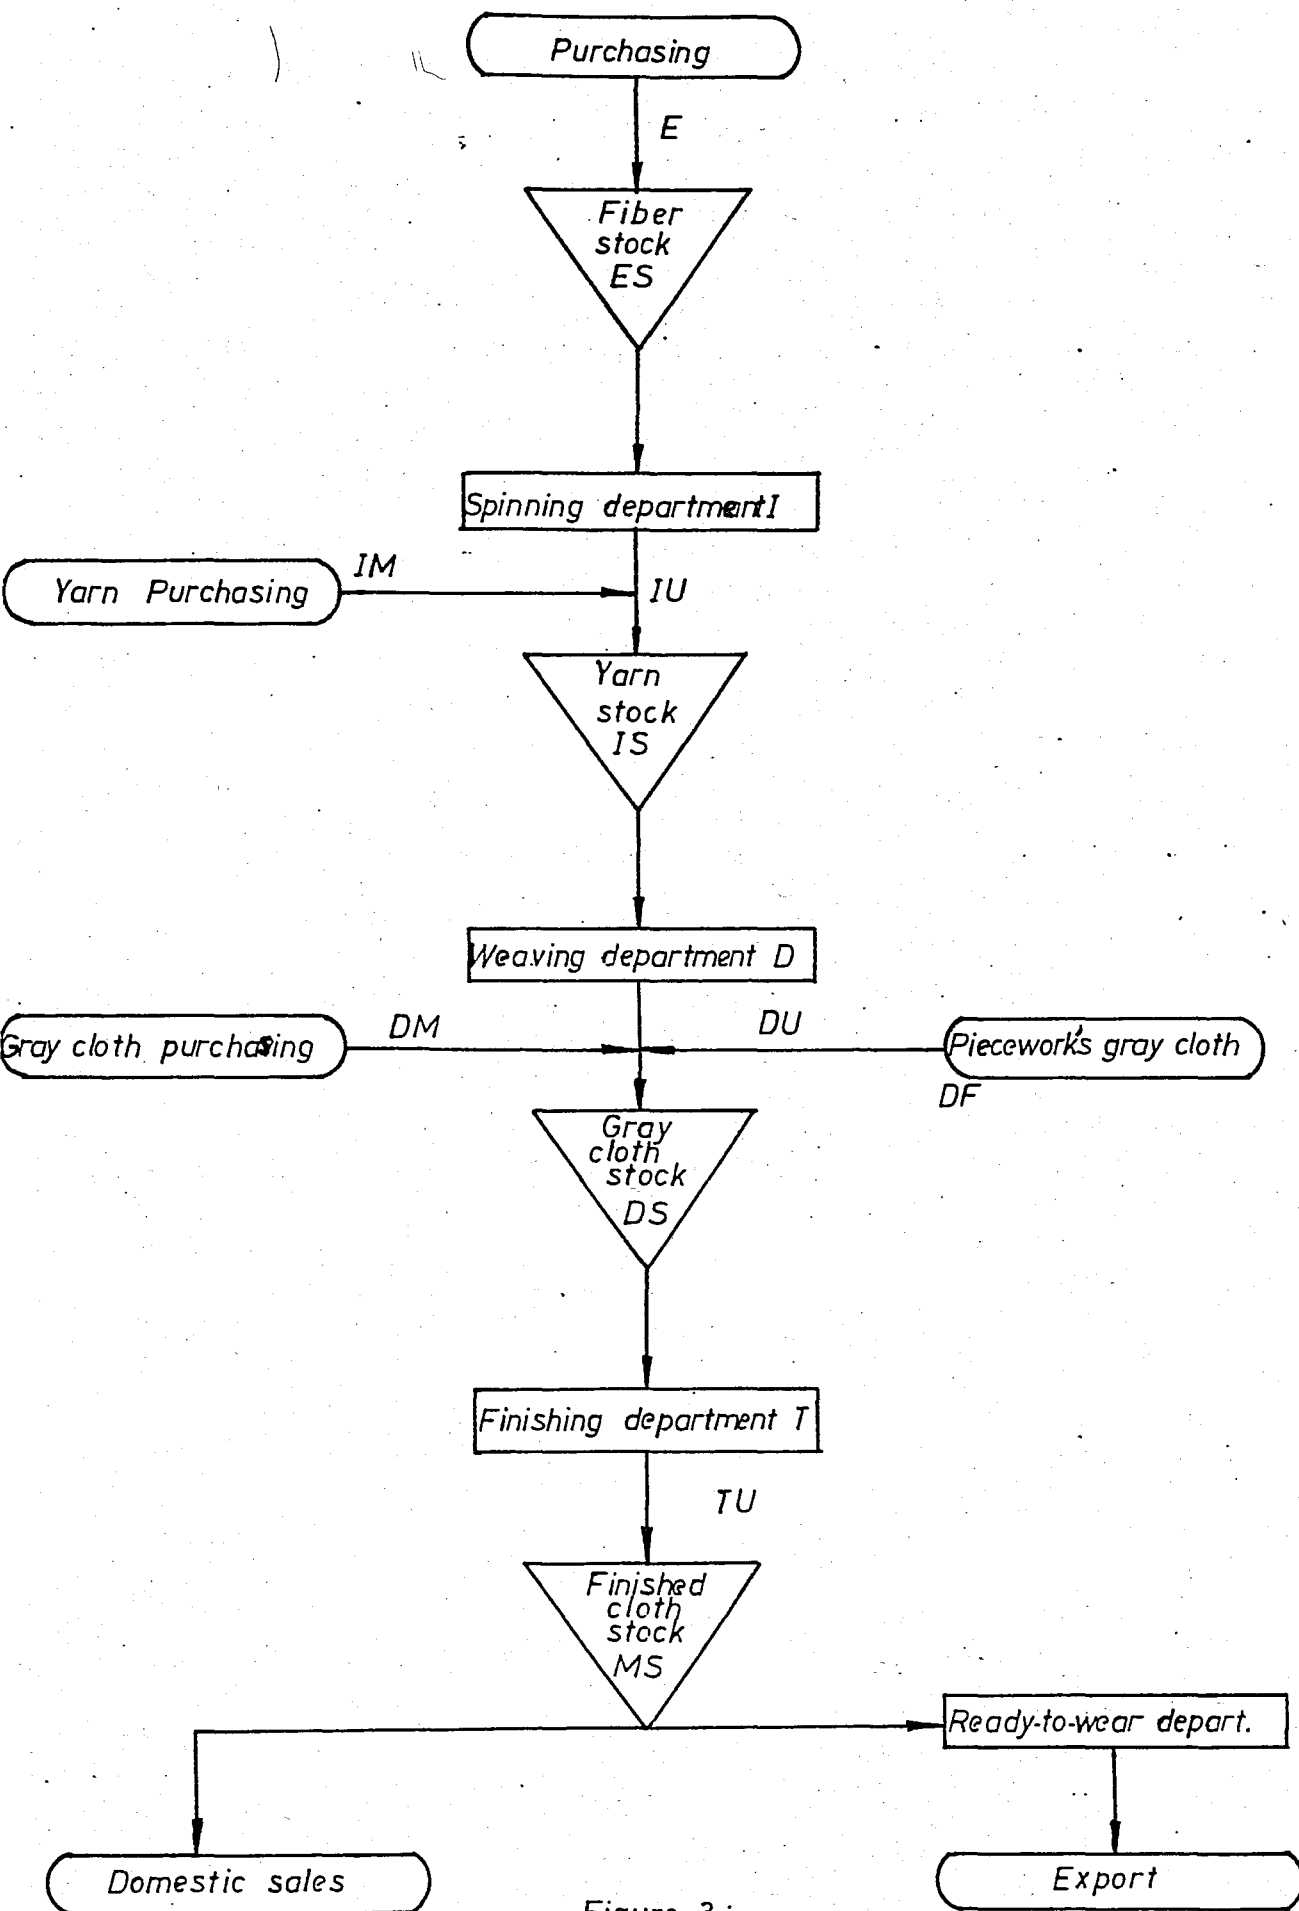 Purchasing
E
Fiber
stock
ES
Spinning department I
IM
Yarn Purchasing
IU
Yarn
stock
IS
Weaving department D
DM
DU
Gray cloth purchasing
Piecework's gray cloth
DF
Gray
cloth
stock
DS
Finishing department T
TU
Finished
cloth
stock
MS
Ready-to-wear depart.
Domestic sales
Export